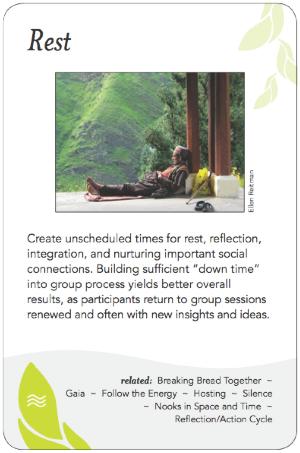 Rest
Eilon Reitman
Create unscheduled times for rest, reflection,
integration, and nurturing important social
connections. Building sufficient “down time”
into group process yields better overall
results, as participants return to group sessions
renewed and often with new insights and ideas.
related: Breaking Bread Together ~
Gaia ~ Follow the Energy ~ Hosting ~ Silence
~ Nooks in Space and Time ~
Reflection/Action Cycle